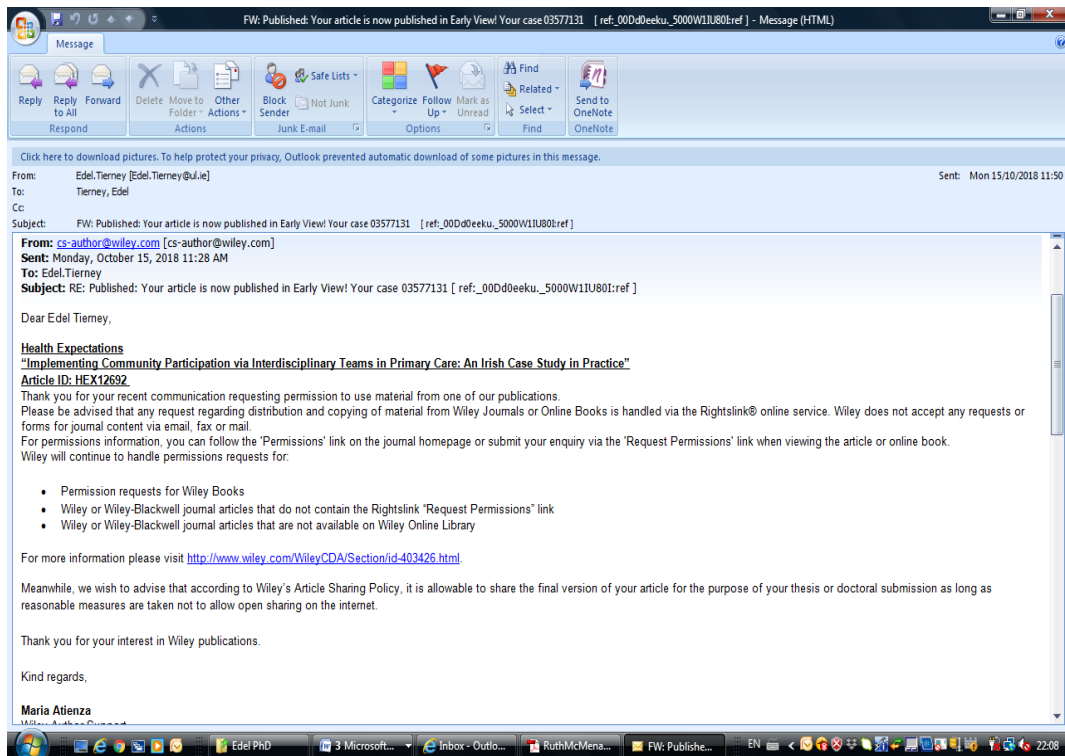 FW: Published: Your article is now published in Early View! Your case 03577131 [ ref:_00Dd0eeku._5000W1IU80I:ref ] - Message (HTML)
Message
Reply
Reply to All
Forward
Respond
Delete
Move to Folder
Other Actions
Actions
Block Sender
Safe Lists
Not Junk
Junk E-mail
Categorize
Follow Up
Mark as Unread
Options
Find
Related
Select
Find
Send to OneNote
OneNote
Click here to download pictures. To help protect your privacy, Outlook prevented automatic download of some pictures in this message.
From: Edel.Tierney [Edel.Tierney@ul.ie]
Sent: Mon 15/10/2018 11:50
To: Tierney, Edel
Cc:
Subject: FW: Published: Your article is now published in Early View! Your case 03577131 [ ref:_00Dd0eeku._5000W1IU80I:ref ]
From: cs-author@wiley.com [cs-author@wiley.com]
Sent: Monday, October 15, 2018 11:28 AM
To: Edel.Tierney
Subject: RE: Published: Your article is now published in Early View! Your case 03577131 [ ref:_00Dd0eeku._5000W1IU80I:ref ]
Dear Edel Tierney,
Health Expectations
“Implementing Community Participation via Interdisciplinary Teams in Primary Care: An Irish Case Study in Practice”
Article ID: HEX12692
Thank you for your recent communication requesting permission to use material from one of our publications.
Please be advised that any request regarding distribution and copying of material from Wiley Journals or Online Books is handled via the Rightslink® online service. Wiley does not accept any requests or
forms for journal content via email, fax or mail.
For permissions information, you can follow the 'Permissions' link on the journal homepage or submit your enquiry via the 'Request Permissions' link when viewing the article or online book.
Wiley will continue to handle permissions requests for:
• Permission requests for Wiley Books
• Wiley or Wiley-Blackwell journal articles that do not contain the Rightslink “Request Permissions” link
• Wiley or Wiley-Blackwell journal articles that are not available on Wiley Online Library
For more information please visit http://www.wiley.com/WileyCDA/Section/id-403426.html.
Meanwhile, we wish to advise that according to Wiley’s Article Sharing Policy, it is allowable to share the final version of your article for the purpose of your thesis or doctoral submission as long as
reasonable measures are taken not to allow open sharing on the internet.
Thank you for your interest in Wiley publications.
Kind regards,
Maria Atienza
Wiley Author Support
Edel PhD
3 Microsoft...
Inbox - Outlo...
RuthMcMena...
FW: Publishe...
EN
22:08